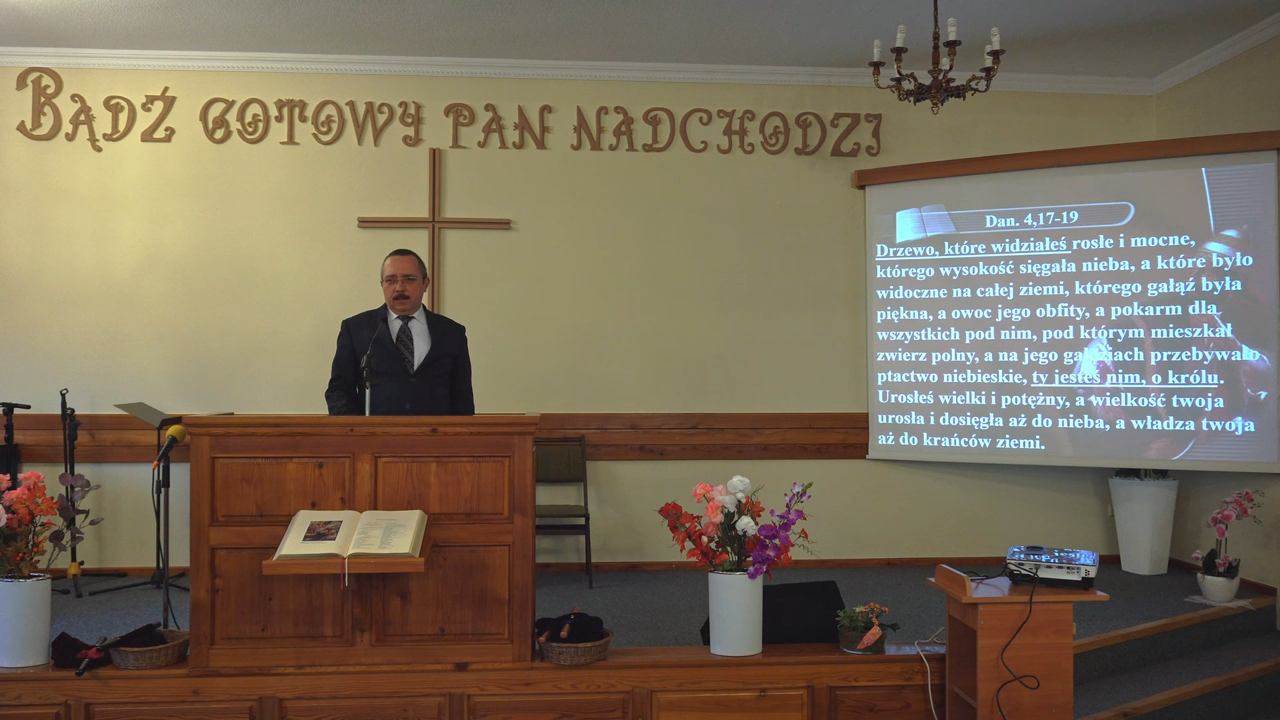 BĄDŹ GOTOWY PAN NADCHODZI
Dan. 4,17-19
Drzewo, które widziałeś rosłe i mocne,
którego wysokość sięgała nieba, a które było
widoczne na całej ziemi, którego gałąź była
piękna, a owoc jego obfity, a pokarm dla
wszystkich pod nim, pod którym mieszkał
zwierz polny, a na jego gałęziach przebywało
ptactwo niebieskie, ty jesteś nim, o królu.
Urosłeś wielki i potężny, a wielkość twoja
urosła i dosięgła aż do nieba, a władza twoja
aż do krańców ziemi.